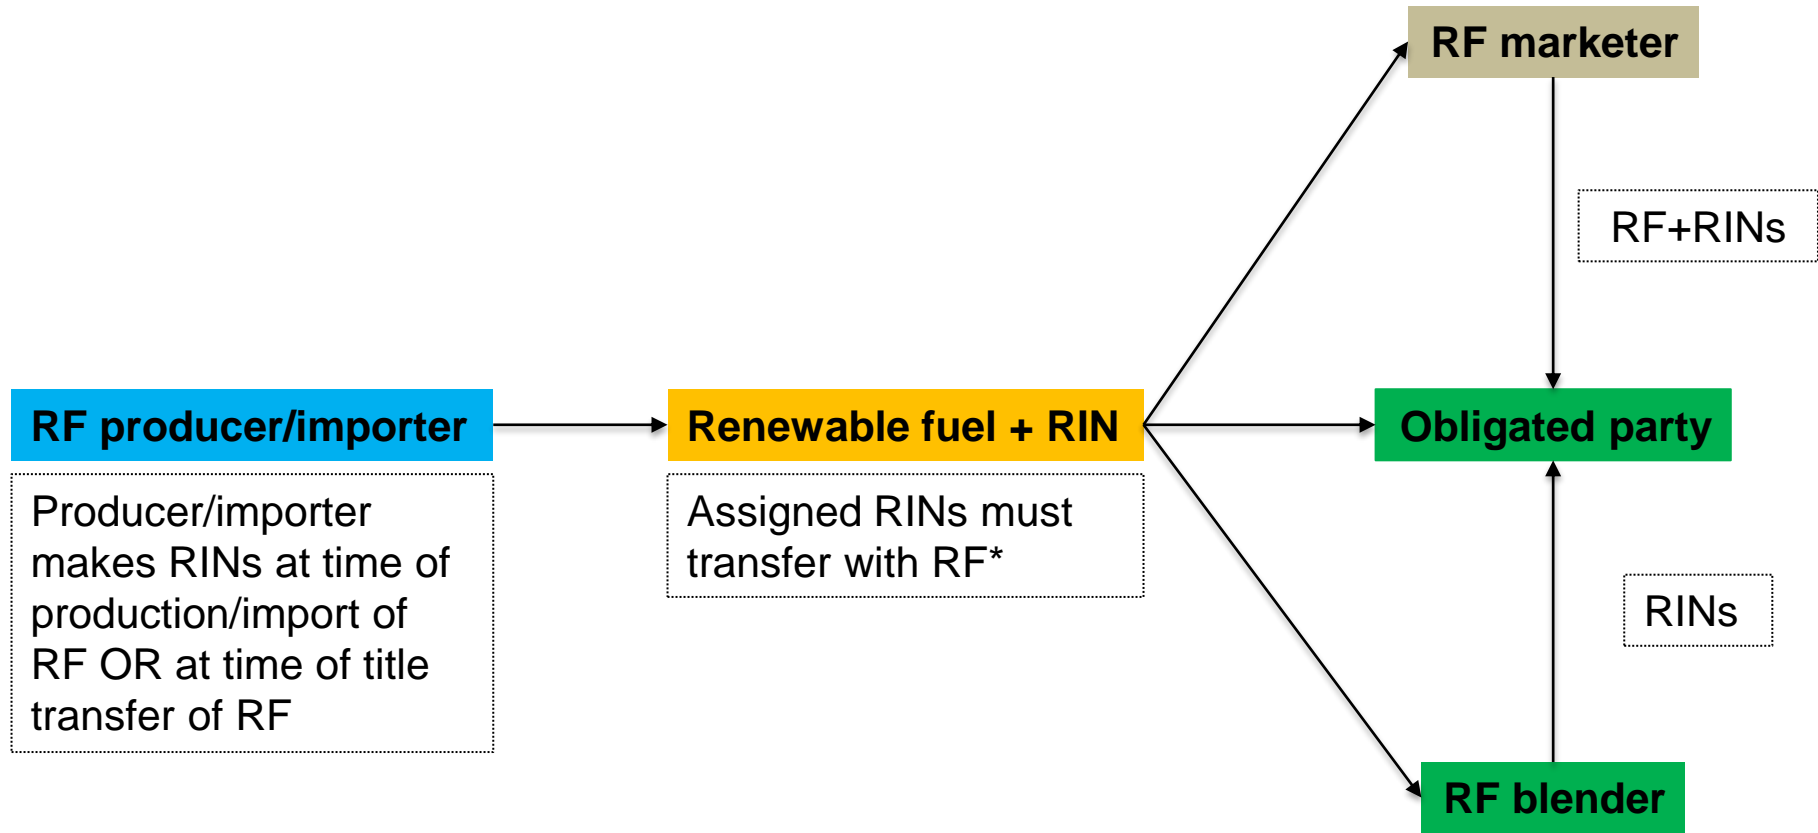 RF marketer
RF+RINs
RF producer/importer
Renewable fuel + RIN
Obligated party
Producer/importer
makes RINs at time of
production/import of
RF OR at time of title
transfer of RF
Assigned RINs must
transfer with RF*
RINs
RF blender